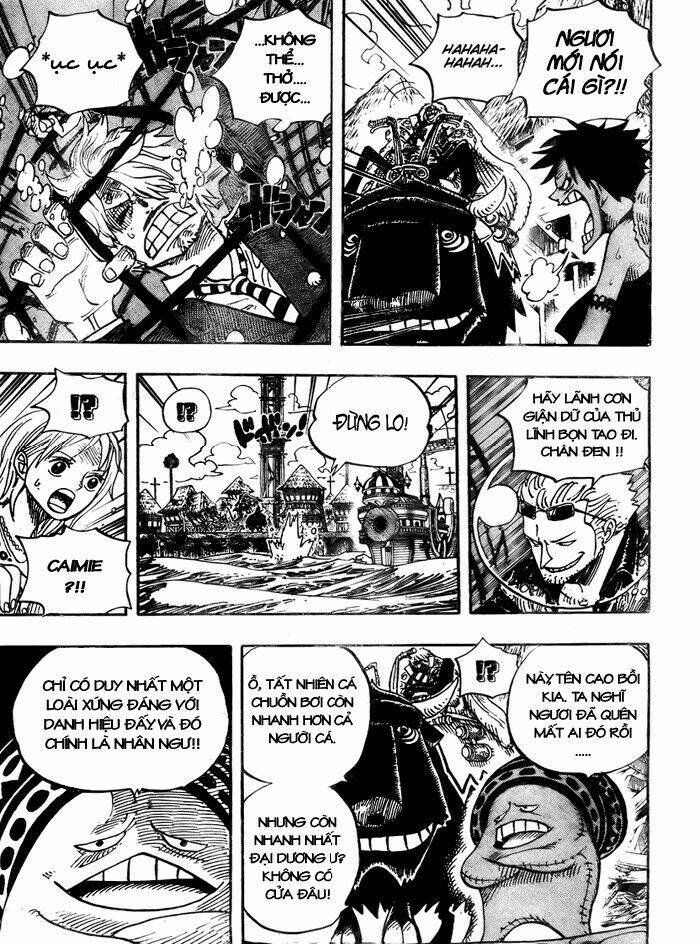 NGƯƠI
MỚI NÓI
CÁI GÌ?!!
HAHAHA-
HAHAH...
...KHÔNG
THỂ...
THỞ...
ĐƯỢC...
*ỤC ỤC*
HÃY LÃNH CƠN
GIẬN DỮ CỦA THỦ
LĨNH BỌN TAO ĐI.
CHÂN ĐEN !!
ĐỪNG LO!
!?
!?
CAIMIE
?!!
NÀY, TÊN CAO BỒI
KIA. TA NGHĨ
NGƯƠI ĐÃ QUÊN
MẤT AI ĐÓ RỒI
.....
!?
Ồ, TẤT NHIÊN CÁ
CHUỒN BƠI CÒN
NHANH HƠN CẢ
NGƯỜI CÁ.
NHƯNG CÒN
NHANH NHẤT
ĐẠI DƯƠNG Ư?
KHÔNG CÓ
CỬA ĐÂU!
CHỈ CÓ DUY NHẤT MỘT
LOÀI XỨNG ĐÁNG VỚI
DANH HIỆU ĐẤY. VÀ ĐÓ
CHÍNH LÀ NHÂN NGƯ!!